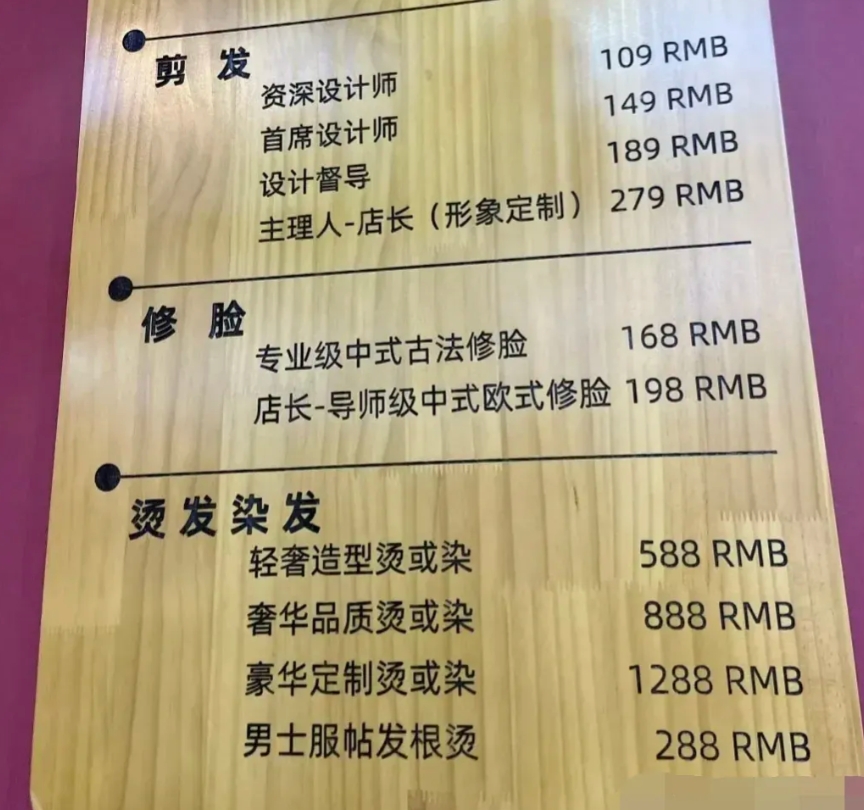 剪 发
资深设计师 109 RMB
首席设计师 149 RMB
设计督导 189 RMB
主理人-店长（形象定制） 279 RMB
修 脸
专业级中式古法修脸 168 RMB
店长-导师级中式欧式修脸 198 RMB
烫发染发
轻奢造型烫或染 588 RMB
奢华品质烫或染 888 RMB
豪华定制烫或染 1288 RMB
男士服帖发根烫 288 RMB